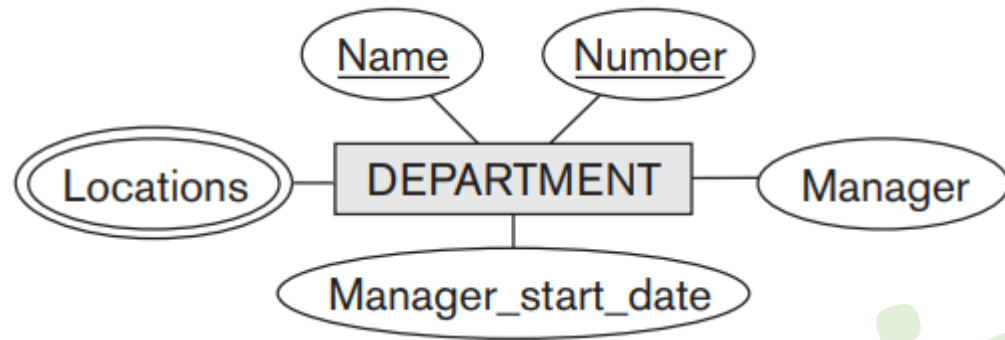 Name
Number
Locations
DEPARTMENT
Manager
Manager_start_date